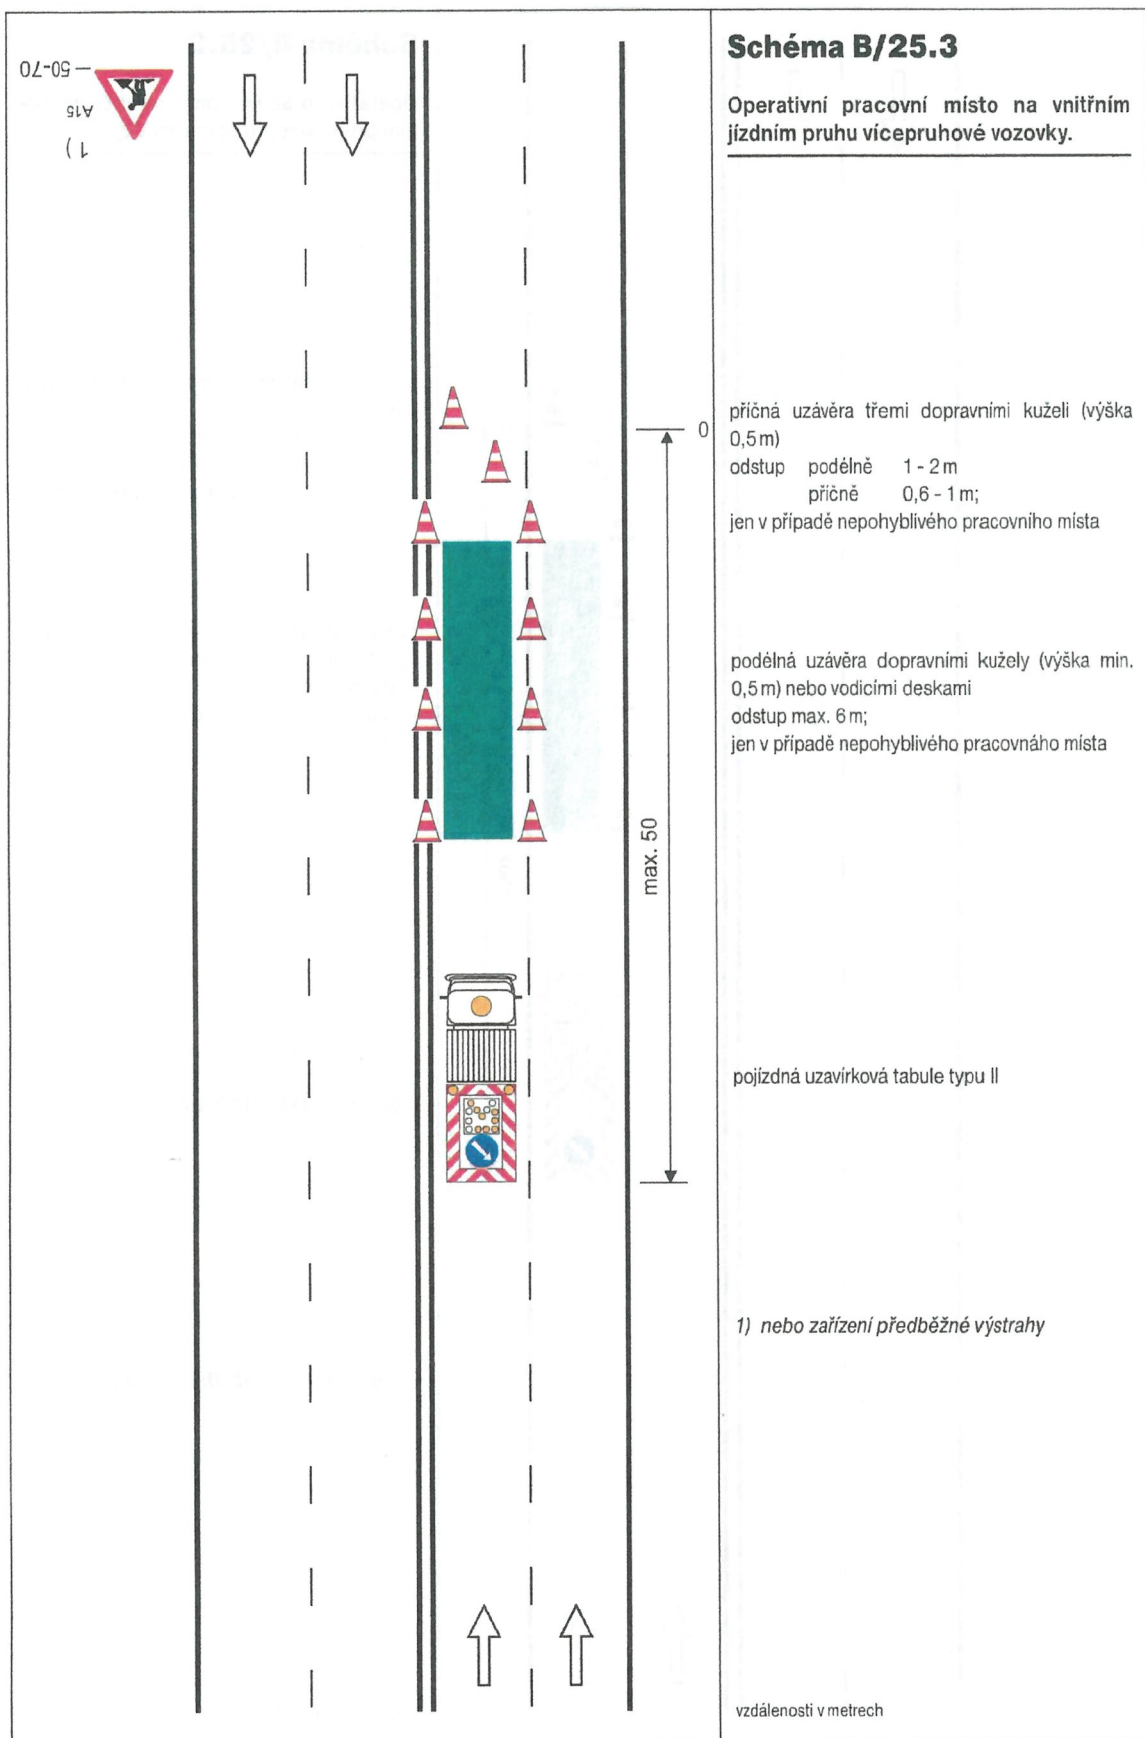 50-70
A15
1)
Schéma B/25.3
Operativní pracovní místo na vnitřním
jízdním pruhu vícepruhové vozovky.
0
příčná uzávěra třemi dopravními kuželi (výška
0,5 m)
odstup podélně 1 - 2 m
příčně 0,6 - 1 m;
jen v případě nepohyblivého pracovního místa
podélná uzávěra dopravními kužely (výška min.
0,5 m) nebo vodicími deskami
odstup max. 6 m;
jen v případě nepohyblivého pracovnáho místa
max. 50
pojízdná uzavírková tabule typu II
1) nebo zařízení předběžné výstrahy
vzdálenosti v metrech